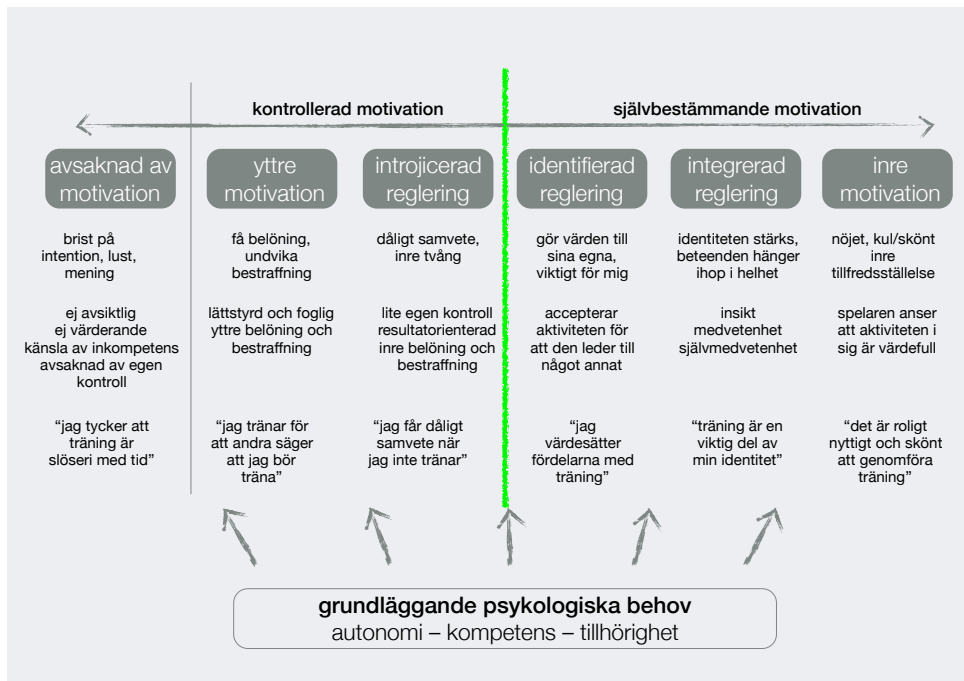 kontrollerad motivation
självbestämmande motivation
avsaknad av
motivation
brist på
intention, lust,
mening
ej avsiktlig
ej värderande
känsla av inkompetens
avsaknad av egen
kontroll
“jag tycker att
träning är
slöseri med tid”
yttre
motivation
få belöning,
undvika
bestraffning
lättstyrd och foglig
yttre belöning och
bestraffning
“jag tränar för
att andra säger
att jag bör
träna”
introjicerad
reglering
dåligt samvete,
inre tvång
lite egen kontroll
resultatorienterad
inre belöning och
bestraffning
“jag får dåligt
samvete när
jag inte tränar”
identifierad
reglering
gör värden till
sina egna,
viktigt för mig
accepterar
aktiviteten för
att den leder till
något annat
“jag
värdesätter
fördelarna med
träning”
integrerad
reglering
identiteten stärks,
beteenden hänger
ihop i helhet
insikt
medvetenhet
självmedvetenhet
“träning är en
viktig del av
min identitet”
inre
motivation
nöjet, kul/skönt
inre
tillfredsställelse
spelaren anser
att aktiviteten i
sig är värdefull
“det är roligt
nyttigt och skönt
att genomföra
träning”
grundläggande psykologiska behov
autonomi – kompetens – tillhörighet